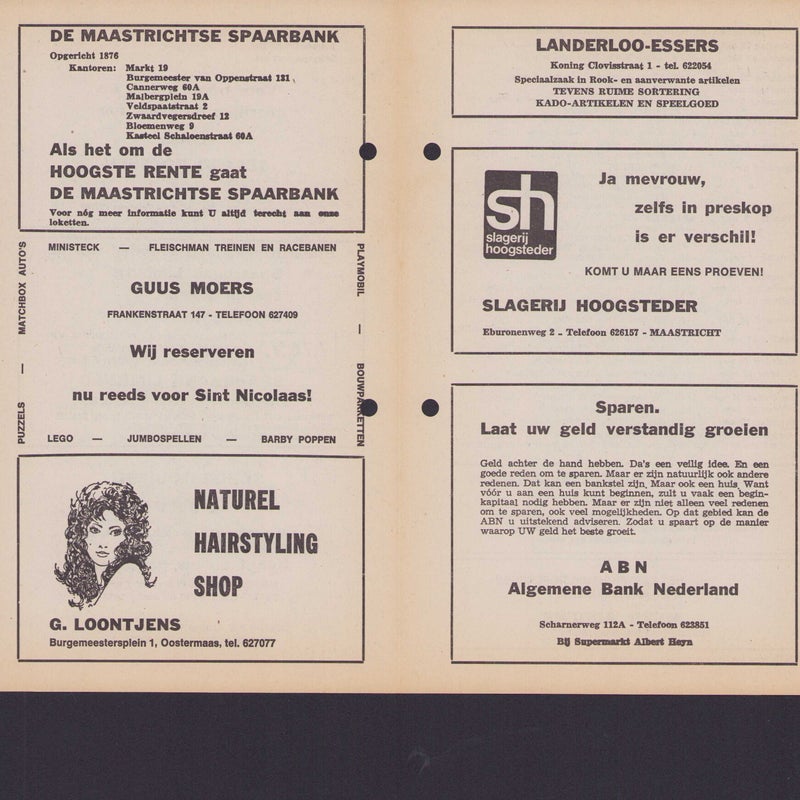 DE MAASTRICHTSE SPAARBANK
Opgericht 1876
Kantoren: Markt 19
Burgemeester van Oppenstraat 131
Cannerweg 60A
Malbergplein 19A
Veldspaatstraat 2
Zwaardvegersdreef 12
Bloemenweg 9
Kasteel Schaloenstraat 60A
Als het om de
HOOGSTE RENTE gaat
DE MAASTRICHTSE SPAARBANK
Voor nóg meer informatie kunt U altijd terecht aan onze
loketten.
MINISTECK — FLEISCHMAN TREINEN EN RACEBANEN
PUZZELS — MATCHBOX AUTO'S
PLAYMOBIL — BOUWPAKKETTEN
GUUS MOERS
FRANKENSTRAAT 147 - TELEFOON 627409
Wij reserveren
nu reeds voor Sint Nicolaas!
LEGO — JUMBOSPELLEN — BARBY POPPEN
NATUREL
HAIRSTYLING
SHOP
G. LOONTJENS
Burgemeestersplein 1, Oostermaas, tel. 627077
LANDERLOO-ESSERS
Koning Clovisstraat 1 - tel. 622054
Speciaalzaak in Rook- en aanverwante artikelen
TEVENS RUIME SORTERING
KADO-ARTIKELEN EN SPEELGOED
sh
slagerij
hoogsteder
Ja mevrouw,
zelfs in preskop
is er verschil!
KOMT U MAAR EENS PROEVEN!
SLAGERIJ HOOGSTEDER
Eburonenweg 2 - Telefoon 626157 - MAASTRICHT
Sparen.
Laat uw geld verstandig groeien
Geld achter de hand hebben. Da's een veilig idee. En een
goede reden om te sparen. Maar er zijn natuurlijk ook andere
redenen. Dat kan een bankstel zijn. Maar ook een huis. Want
vóór u aan een huis kunt beginnen, zult u vaak een begin-
kapitaal nodig hebben. Maar er zijn niet alleen veel redenen
om te sparen, ook veel mogelijkheden. Op dat gebied kan de
ABN u uitstekend adviseren. Zodat u spaart op de manier
waarop UW geld het beste groeit.
ABN
Algemene Bank Nederland
Scharnerweg 112A - Telefoon 623851
Bij Supermarkt Albert Heyn